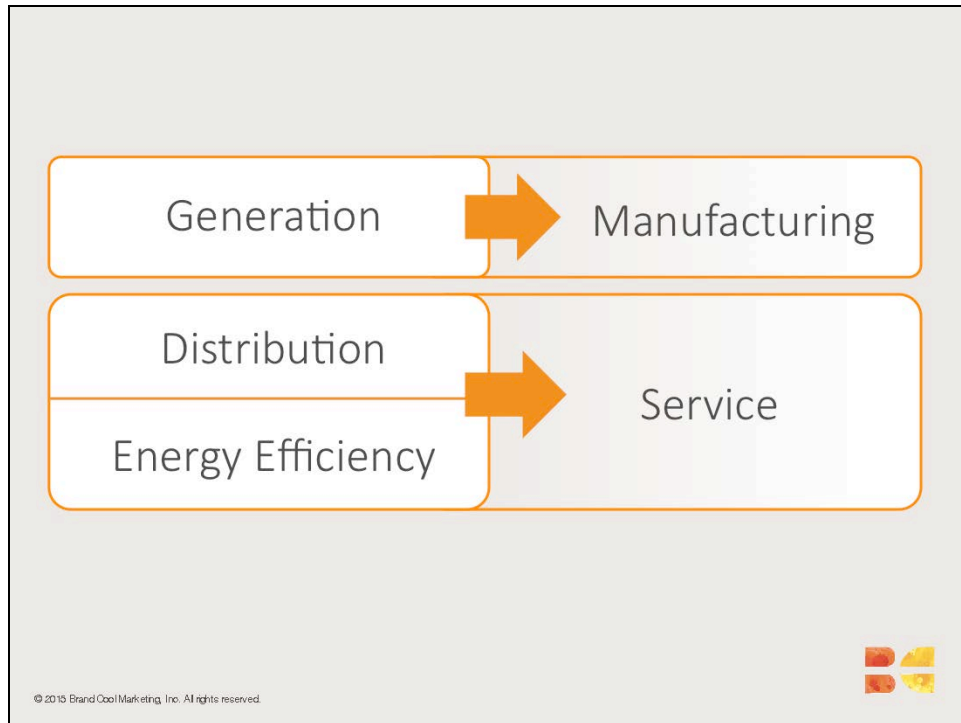 Generation
Manufacturing
Distribution
Energy Efficiency
Service
© 2015 Brand Cool Marketing, Inc. All rights reserved.